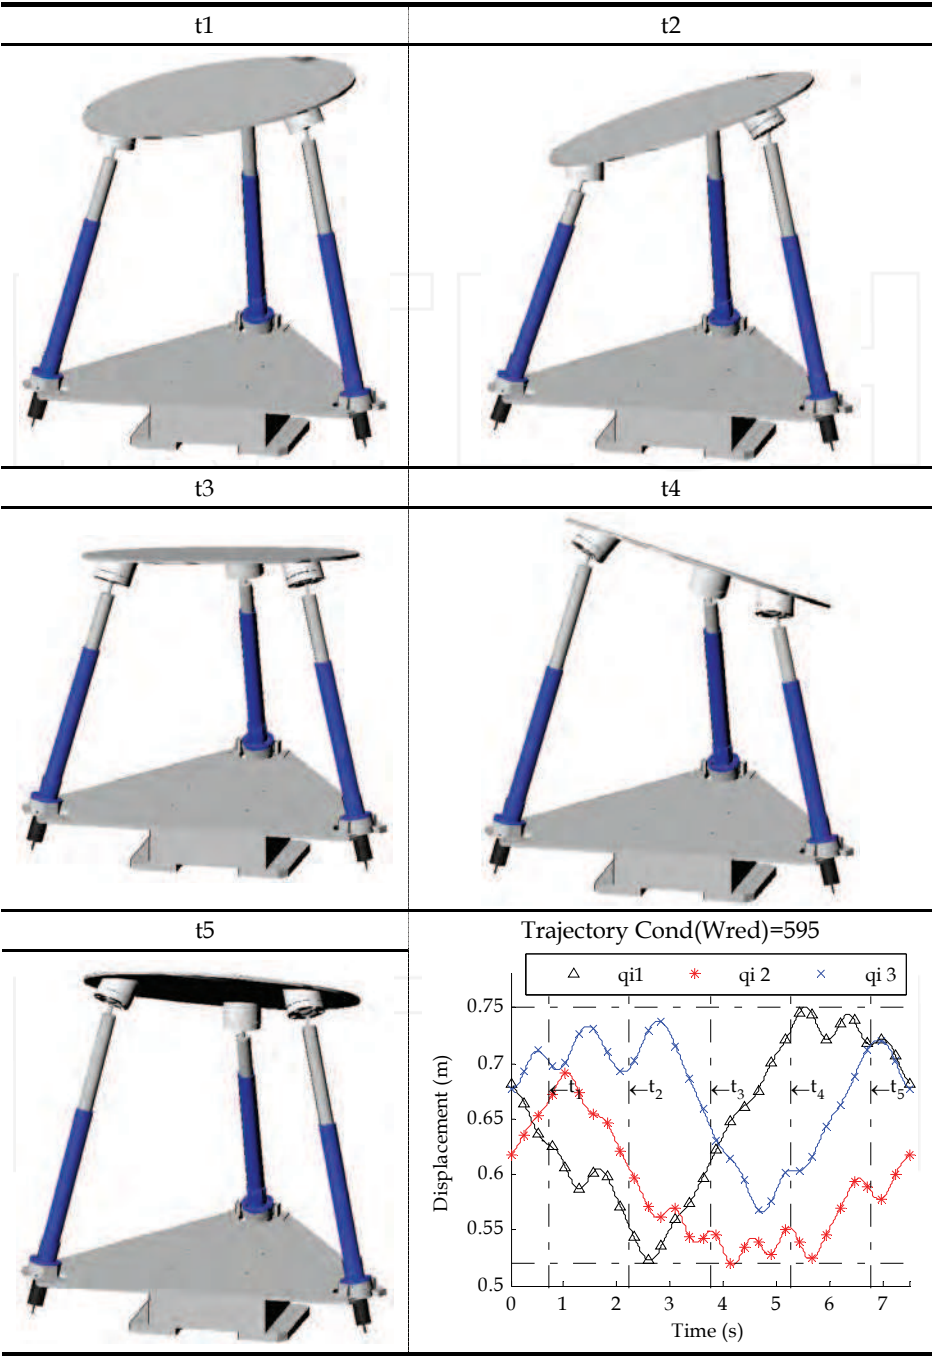 t1
t2
t3
t4
t5
Trajectory Cond(Wred)=595
qi1 qi 2 qi 3
0.75
0.7
0.65
0.6
0.55
0.5
Displacement (m)
←t1 ←t2 ←t3 ←t4 ←t5
0 1 2 3 4 5 6 7
Time (s)